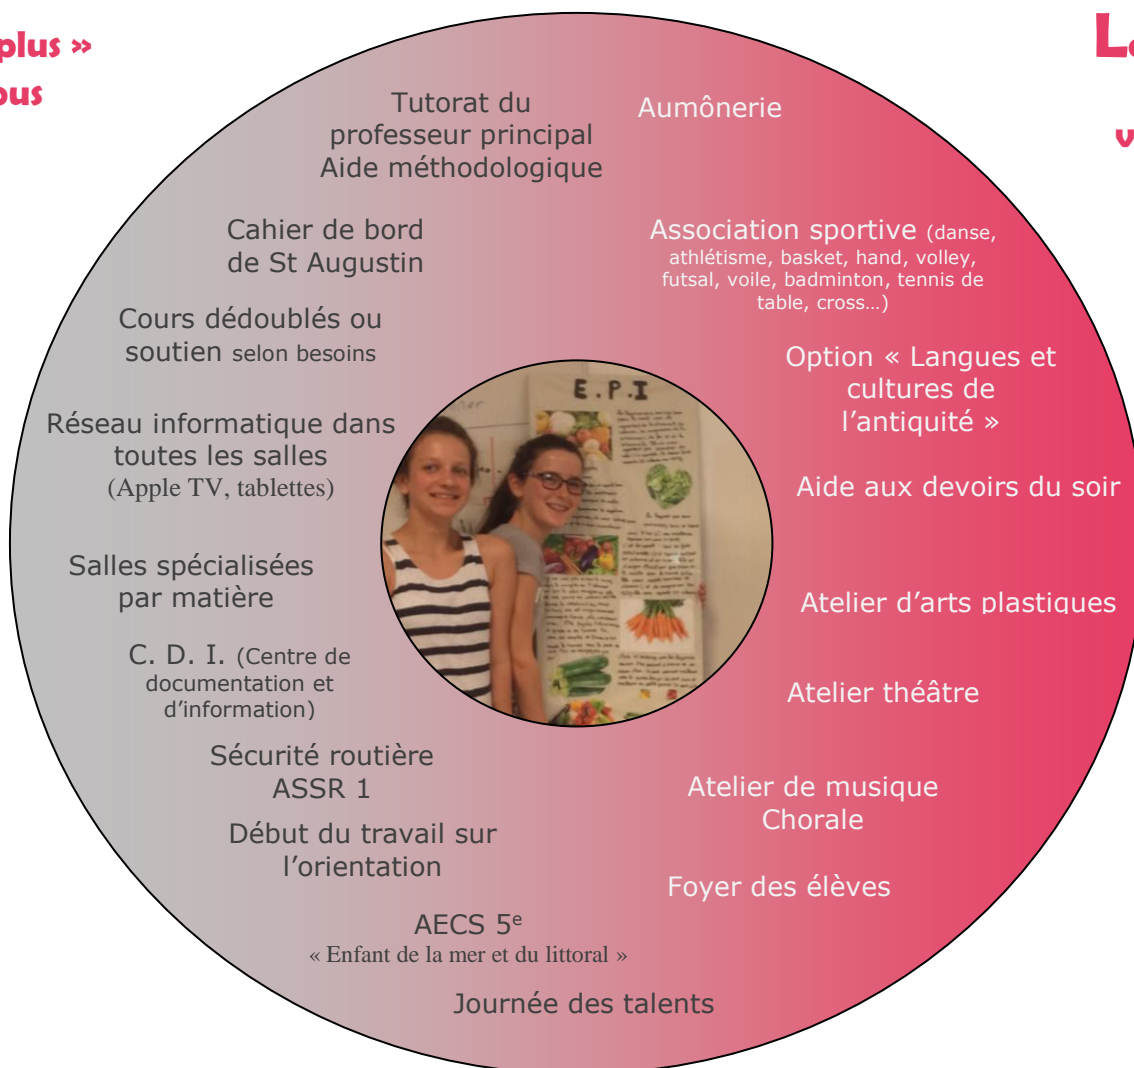 plus »
ous
L
v
Tutorat du
professeur principal
Aide méthodologique
Cahier de bord
de St Augustin
Cours dédoublés ou
soutien selon besoins
Réseau informatique dans
toutes les salles
(Apple TV, tablettes)
Salles spécialisées
par matière
C. D. I. (Centre de
documentation et
d’information)
Sécurité routière
ASSR 1
Début du travail sur
l’orientation
AECS 5e
« Enfant de la mer et du littoral »
Journée des talents
Aumônerie
Association sportive (danse,
athlétisme, basket, hand, volley,
futsal, voile, badminton, tennis de
table, cross…)
Option « Langues et
cultures de
l’antiquité »
Aide aux devoirs du soir
Atelier d’arts plastiques
Atelier théâtre
Atelier de musique
Chorale
Foyer des élèves
E.P.I